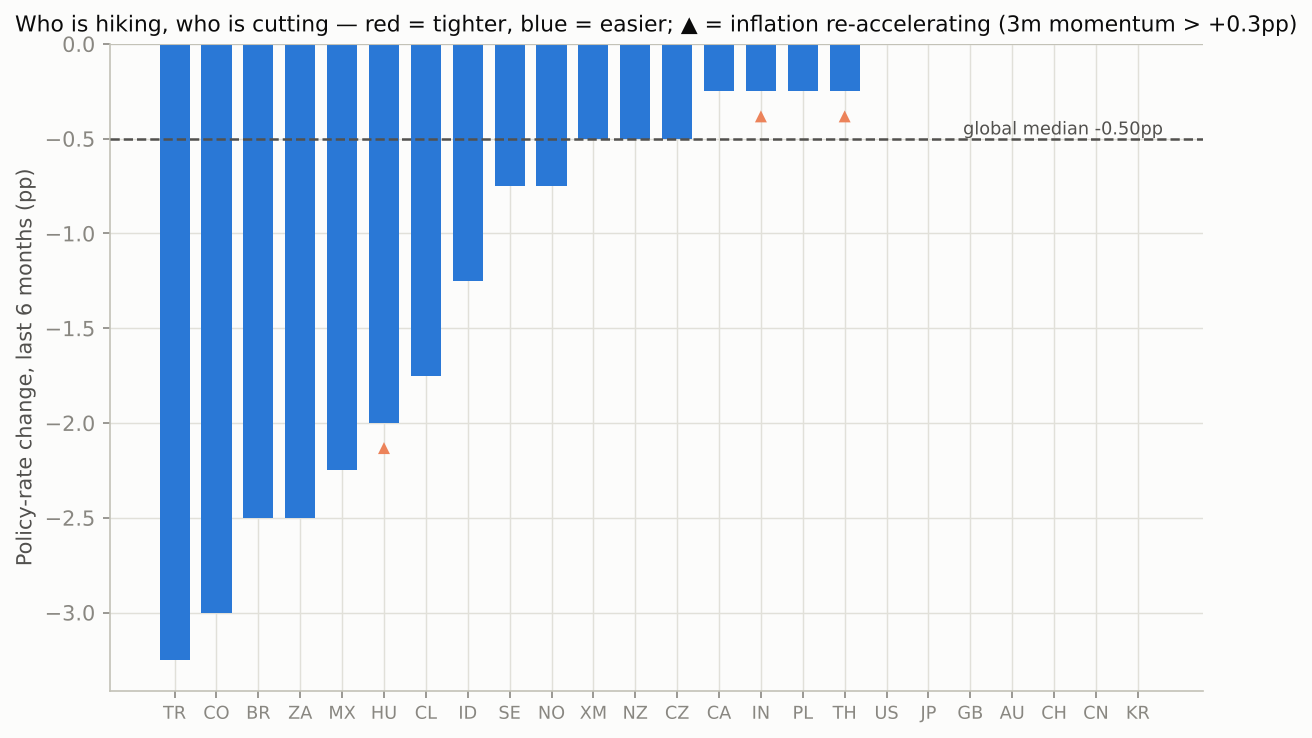 Who is hiking, who is cutting — red = tighter, blue = easier; ▲ = inflation re-accelerating (3m momentum > +0.3pp)
Policy-rate change, last 6 months (pp)
0.0
−0.5
−1.0
−1.5
−2.0
−2.5
−3.0
global median -0.50pp
TR CO BR ZA MX HU CL ID SE NO XM NZ CZ CA IN PL TH US JP GB AU CH CN KR